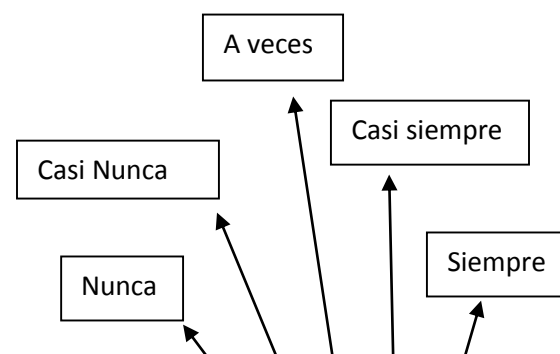 A veces
Casi siempre
Casi Nunca
Siempre
Nunca